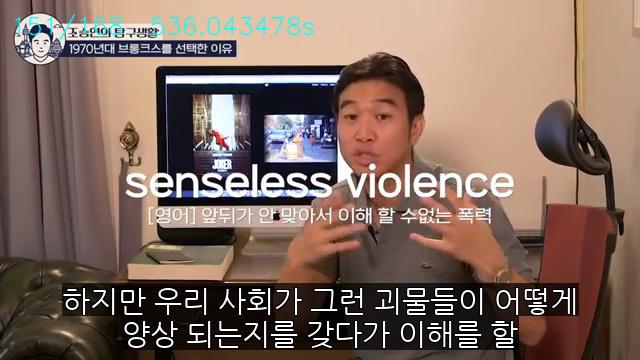 151/168, 536.043478s
조승연의 탐구생활
1970년대 브롱크스를 선택한 이유
JOKER
senseless violence
[영어] 앞뒤가 안 맞아서 이해 할 수없는 폭력
하지만 우리 사회가 그런 괴물들이 어떻게
양상 되는지를 갖다가 이해를 할